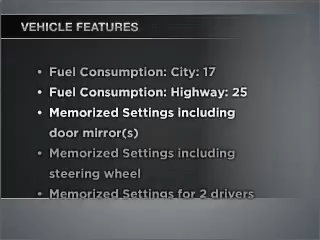 VEHICLE FEATURES
• Fuel Consumption: City: 17
• Fuel Consumption: Highway: 25
• Memorized Settings including
door mirror(s)
• Memorized Settings including
steering wheel
• Memorized Settings for 2 drivers